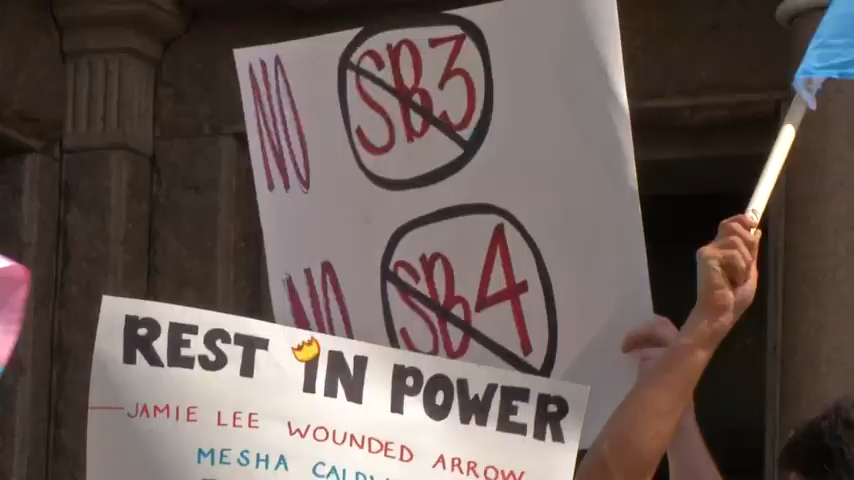 NO SB3
NO SB4
REST IN POWER
JAMIE LEE WOUNDED ARROW
MESHA